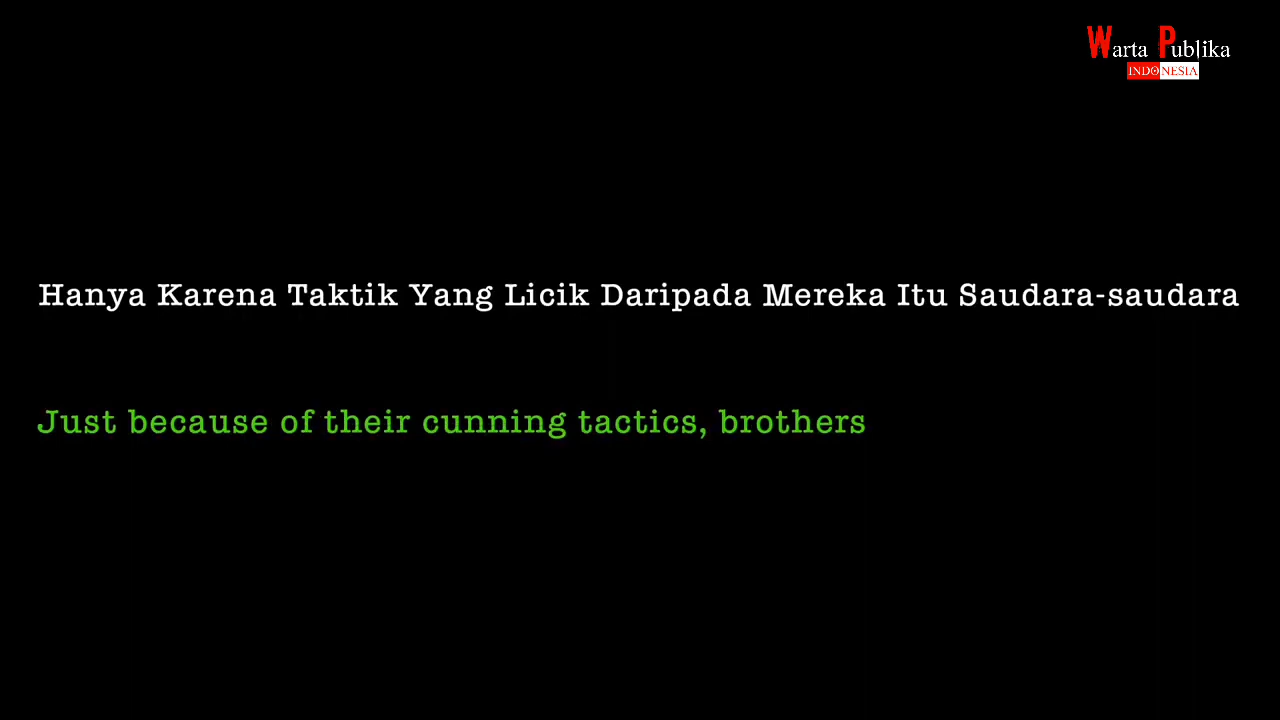 Warta Publika
INDONESIA
Hanya Karena Taktik Yang Licik Daripada Mereka Itu Saudara-saudara
Just because of their cunning tactics, brothers